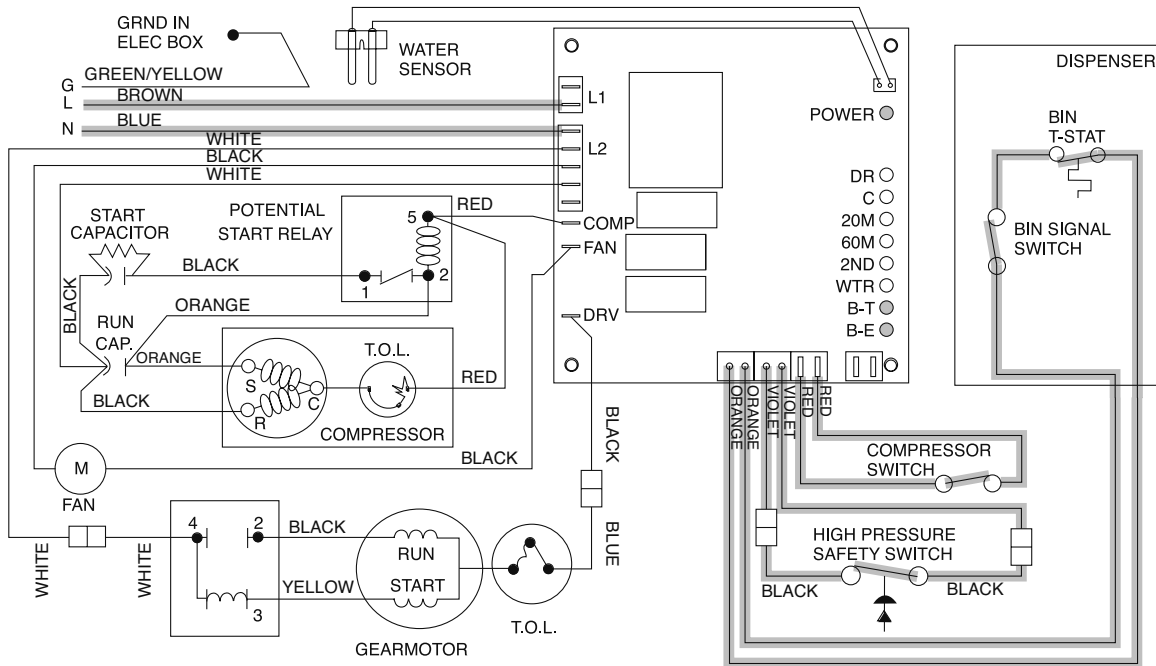 GRND IN
ELEC BOX
WATER
SENSOR
G GREEN/YELLOW
L BROWN
N BLUE
WHITE
BLACK
WHITE
L1
L2
POWER
DR
C
20M
60M
2ND
WTR
B-T
B-E
COMP
FAN
DRV
DISPENSER
BIN
T-STAT
BIN SIGNAL
SWITCH
START
CAPACITOR
POTENTIAL
START RELAY
5
RED
1
2
BLACK
BLACK
ORANGE
RUN
CAP.
ORANGE
BLACK
S
R
C
T.O.L.
COMPRESSOR
RED
M
FAN
BLACK
BLACK
BLUE
ORANGE
ORANGE
VIOLET
VIOLET
RED
RED
COMPRESSOR
SWITCH
HIGH PRESSURE
SAFETY SWITCH
BLACK
BLACK
WHITE
WHITE
4
2
3
BLACK
YELLOW
RUN
START
GEARMOTOR
T.O.L.